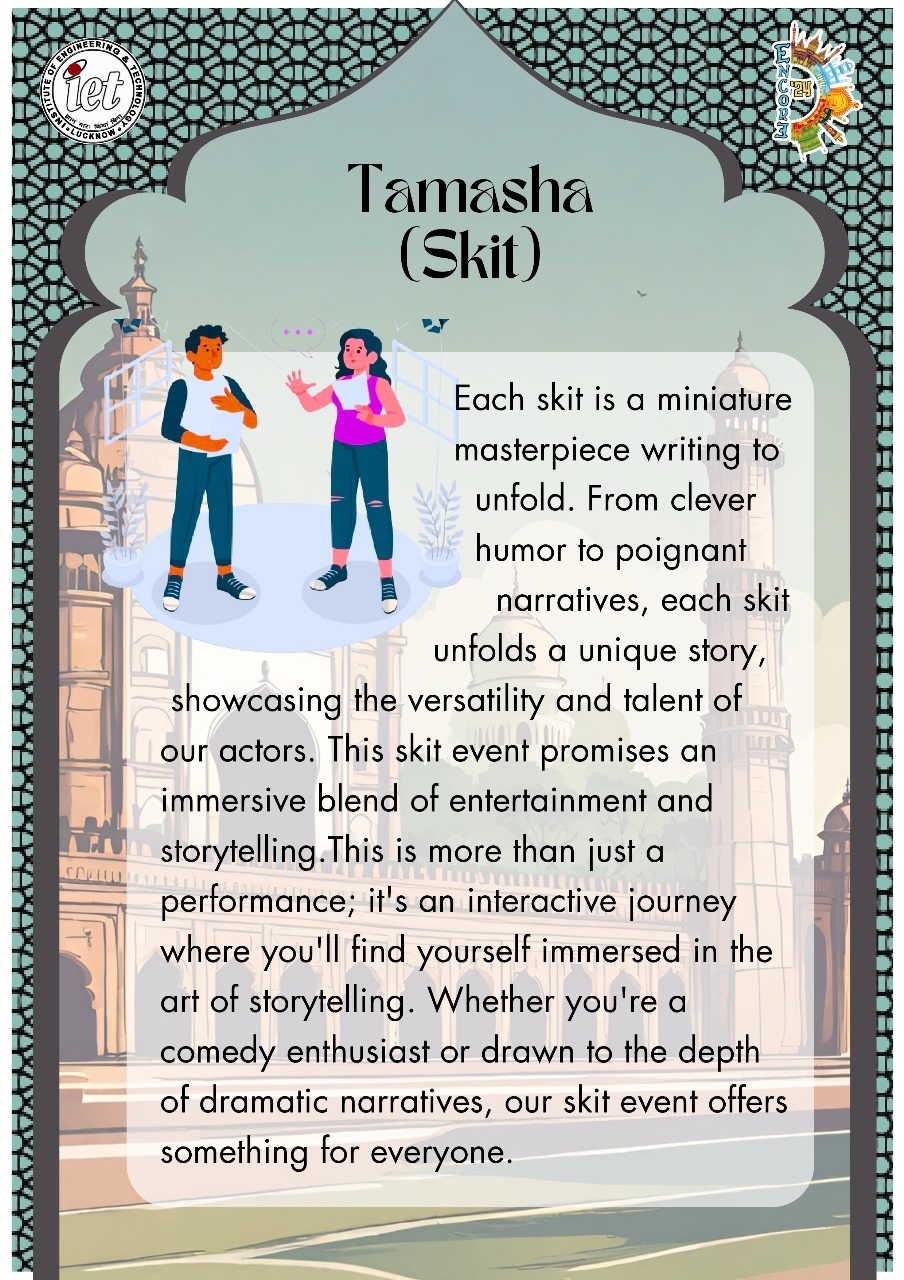 INSTITUTE OF ENGINEERING & TECHNOLOGY
iet
LUCKNOW
ENCORE
'24
Tamasha
(Skit)
Each skit is a miniature
masterpiece writing to
unfold. From clever
humor to poignant
narratives, each skit
unfolds a unique story,
showcasing the versatility and talent of
our actors. This skit event promises an
immersive blend of entertainment and
storytelling.This is more than just a
performance; it's an interactive journey
where you'll find yourself immersed in the
art of storytelling. Whether you're a
comedy enthusiast or drawn to the depth
of dramatic narratives, our skit event offers
something for everyone.